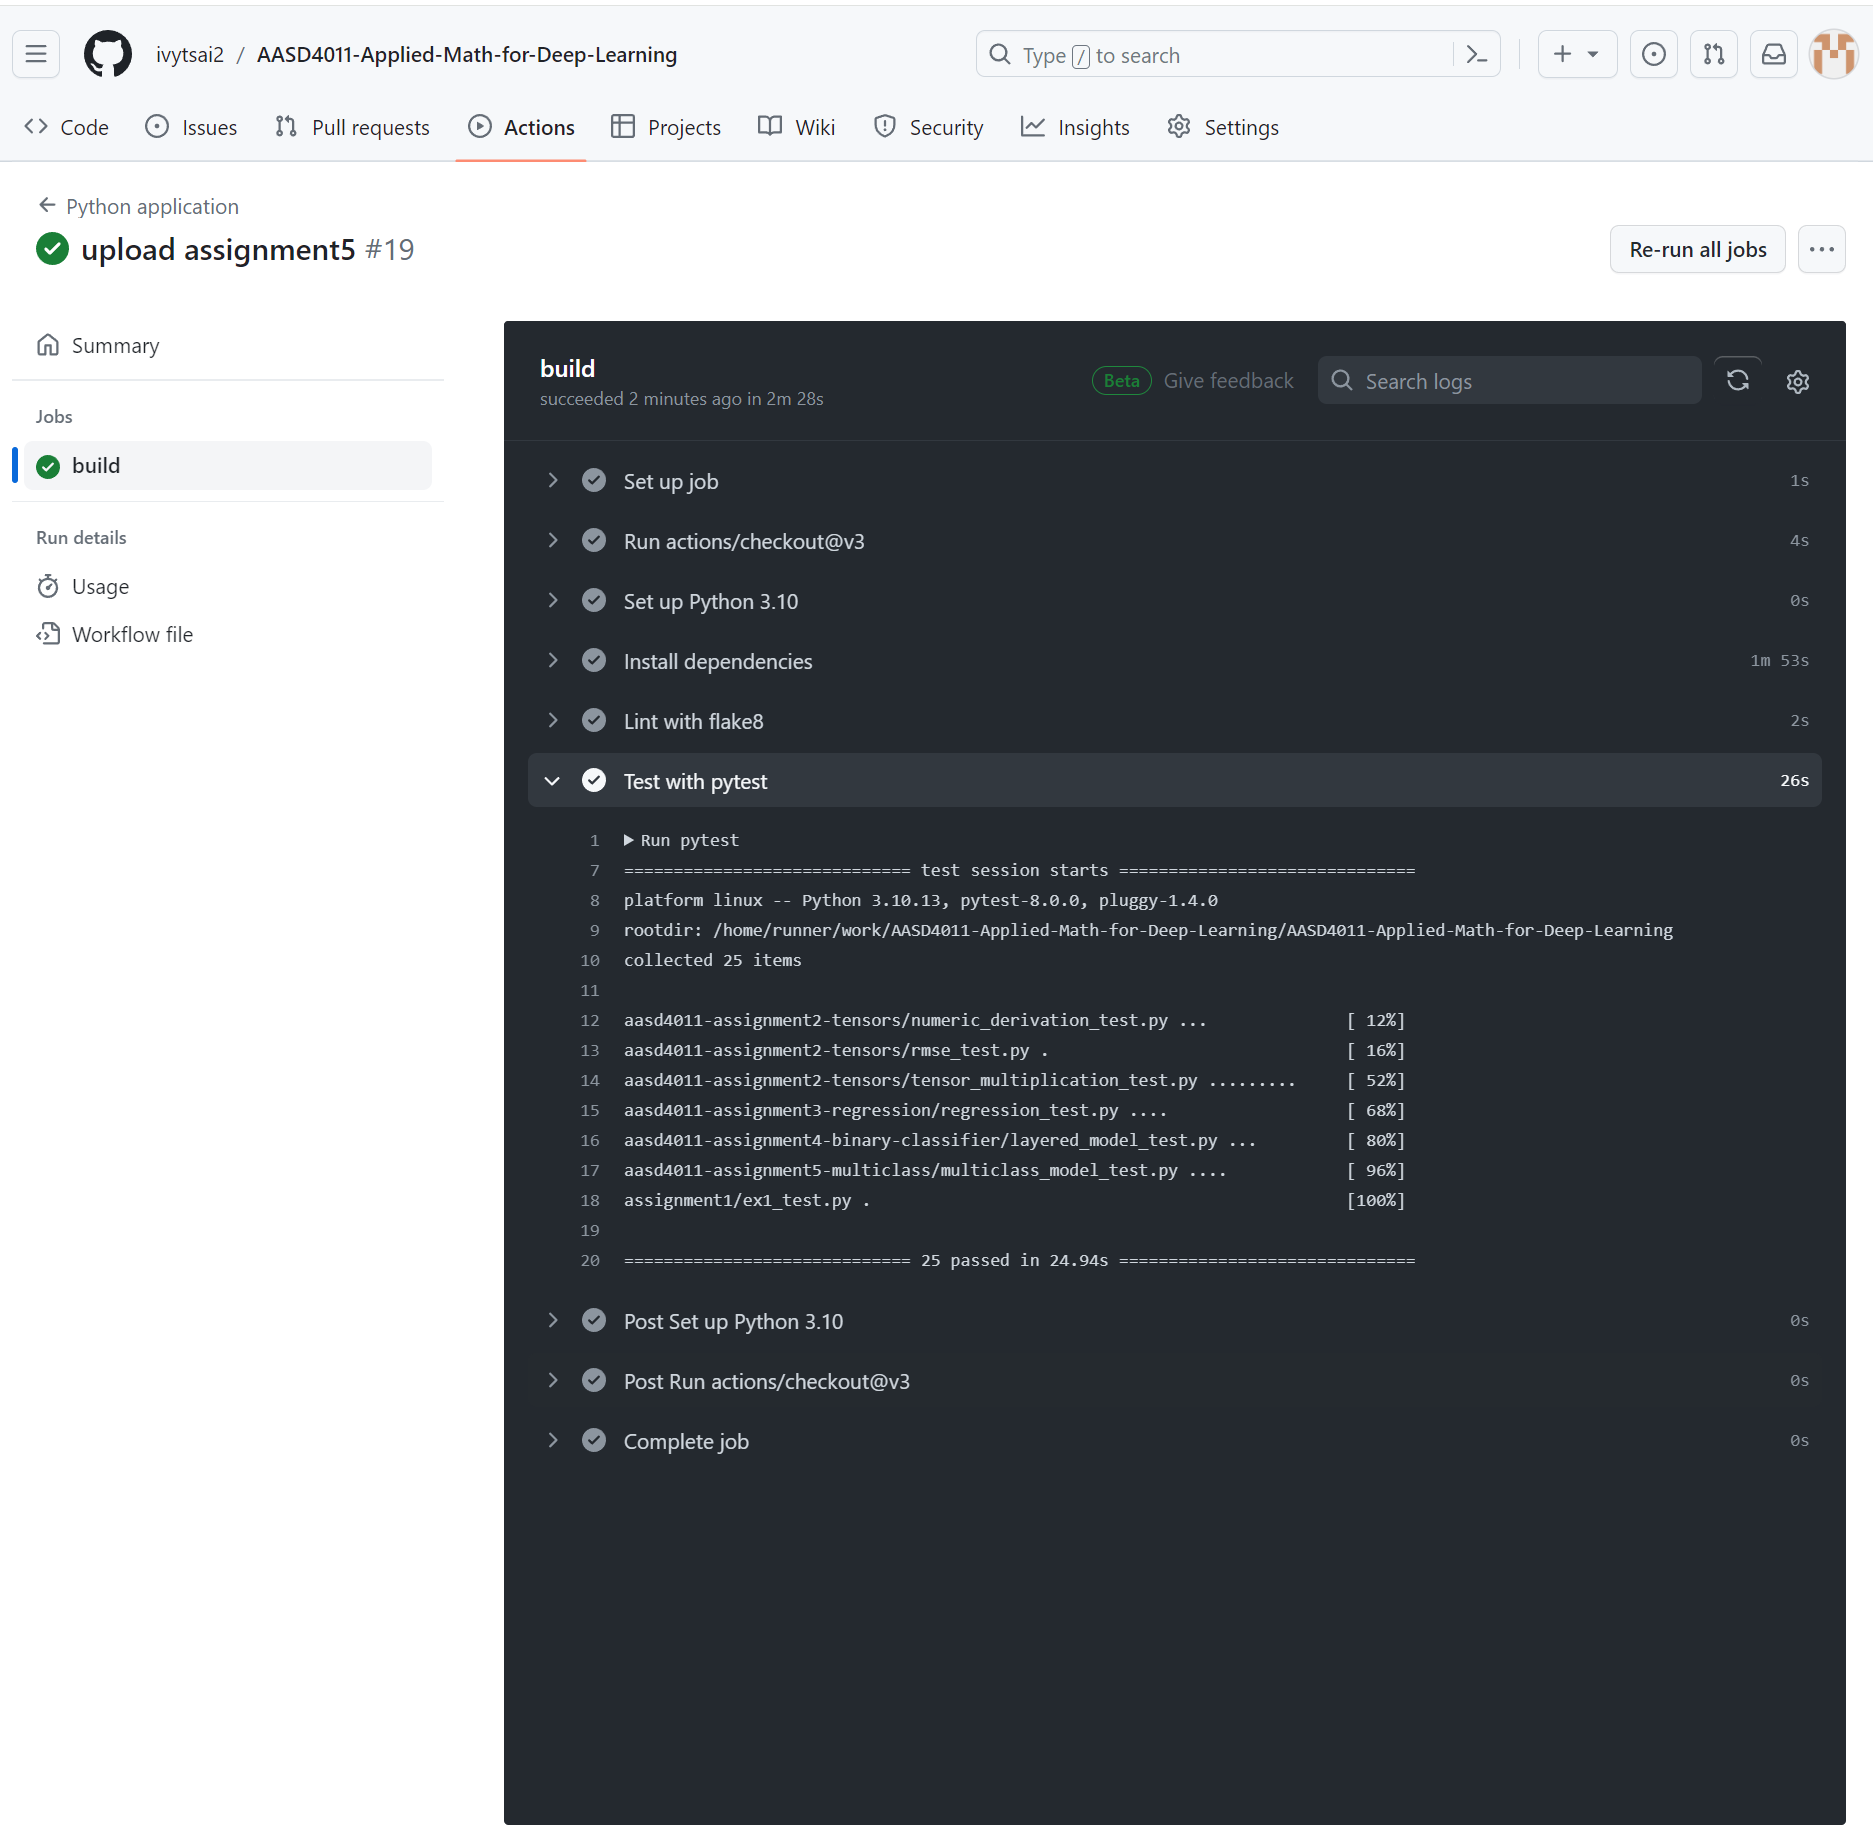 ivytsai2 / AASD4011-Applied-Math-for-Deep-Learning
Type / to search
Code Issues Pull requests Actions Projects Wiki Security Insights Settings
Python application
upload assignment5 #19
Re-run all jobs
Summary
Jobs
build
Run details
Usage
Workflow file
build
succeeded 2 minutes ago in 2m 28s
Beta Give feedback
Search logs
Set up job 1s
Run actions/checkout@v3 4s
Set up Python 3.10 0s
Install dependencies 1m 53s
Lint with flake8 2s
Test with pytest 26s
1 Run pytest
7 ============================= test session starts ==============================
8 platform linux -- Python 3.10.13, pytest-8.0.0, pluggy-1.4.0
9 rootdir: /home/runner/work/AASD4011-Applied-Math-for-Deep-Learning/AASD4011-Applied-Math-for-Deep-Learning
10 collected 25 items
11
12 aasd4011-assignment2-tensors/numeric_derivation_test.py ... [ 12%]
13 aasd4011-assignment2-tensors/rmse_test.py . [ 16%]
14 aasd4011-assignment2-tensors/tensor_multiplication_test.py ......... [ 52%]
15 aasd4011-assignment3-regression/regression_test.py .... [ 68%]
16 aasd4011-assignment4-binary-classifier/layered_model_test.py ... [ 80%]
17 aasd4011-assignment5-multiclass/multiclass_model_test.py .... [ 96%]
18 assignment1/ex1_test.py . [100%]
19
20 ============================= 25 passed in 24.94s ==============================
Post Set up Python 3.10 0s
Post Run actions/checkout@v3 0s
Complete job 0s